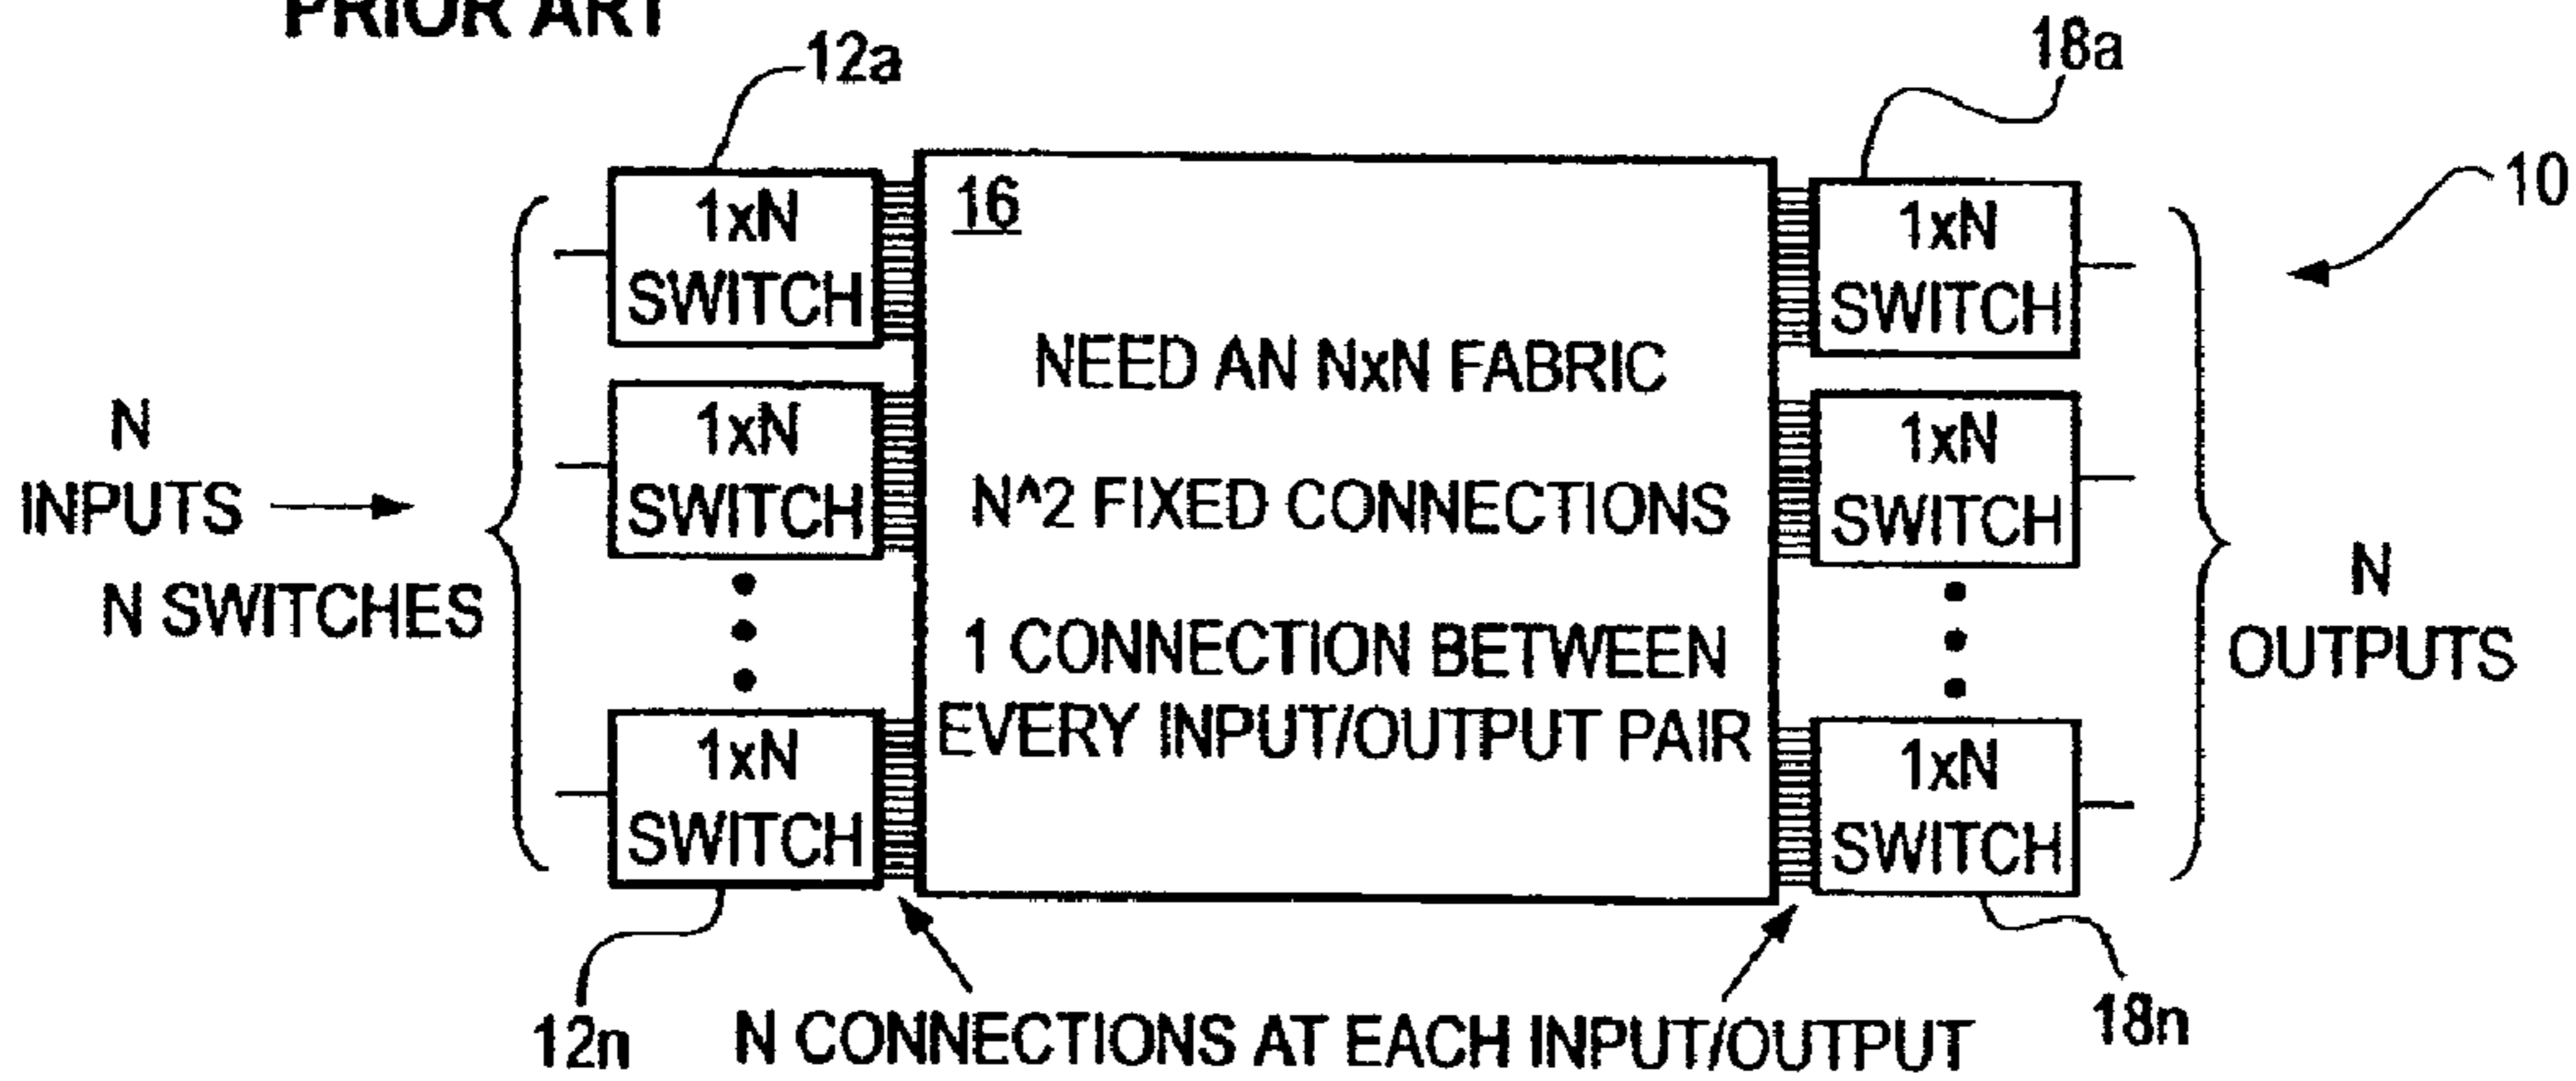 PRIOR ART
12a
18a
10
1xN
SWITCH
16
1xN
SWITCH
NEED AN NxN FABRIC
1xN
SWITCH
1xN
SWITCH
N
INPUTS
N SWITCHES
N^2 FIXED CONNECTIONS
N
OUTPUTS
1 CONNECTION BETWEEN
EVERY INPUT/OUTPUT PAIR
1xN
SWITCH
1xN
SWITCH
12n
N CONNECTIONS AT EACH INPUT/OUTPUT
18n